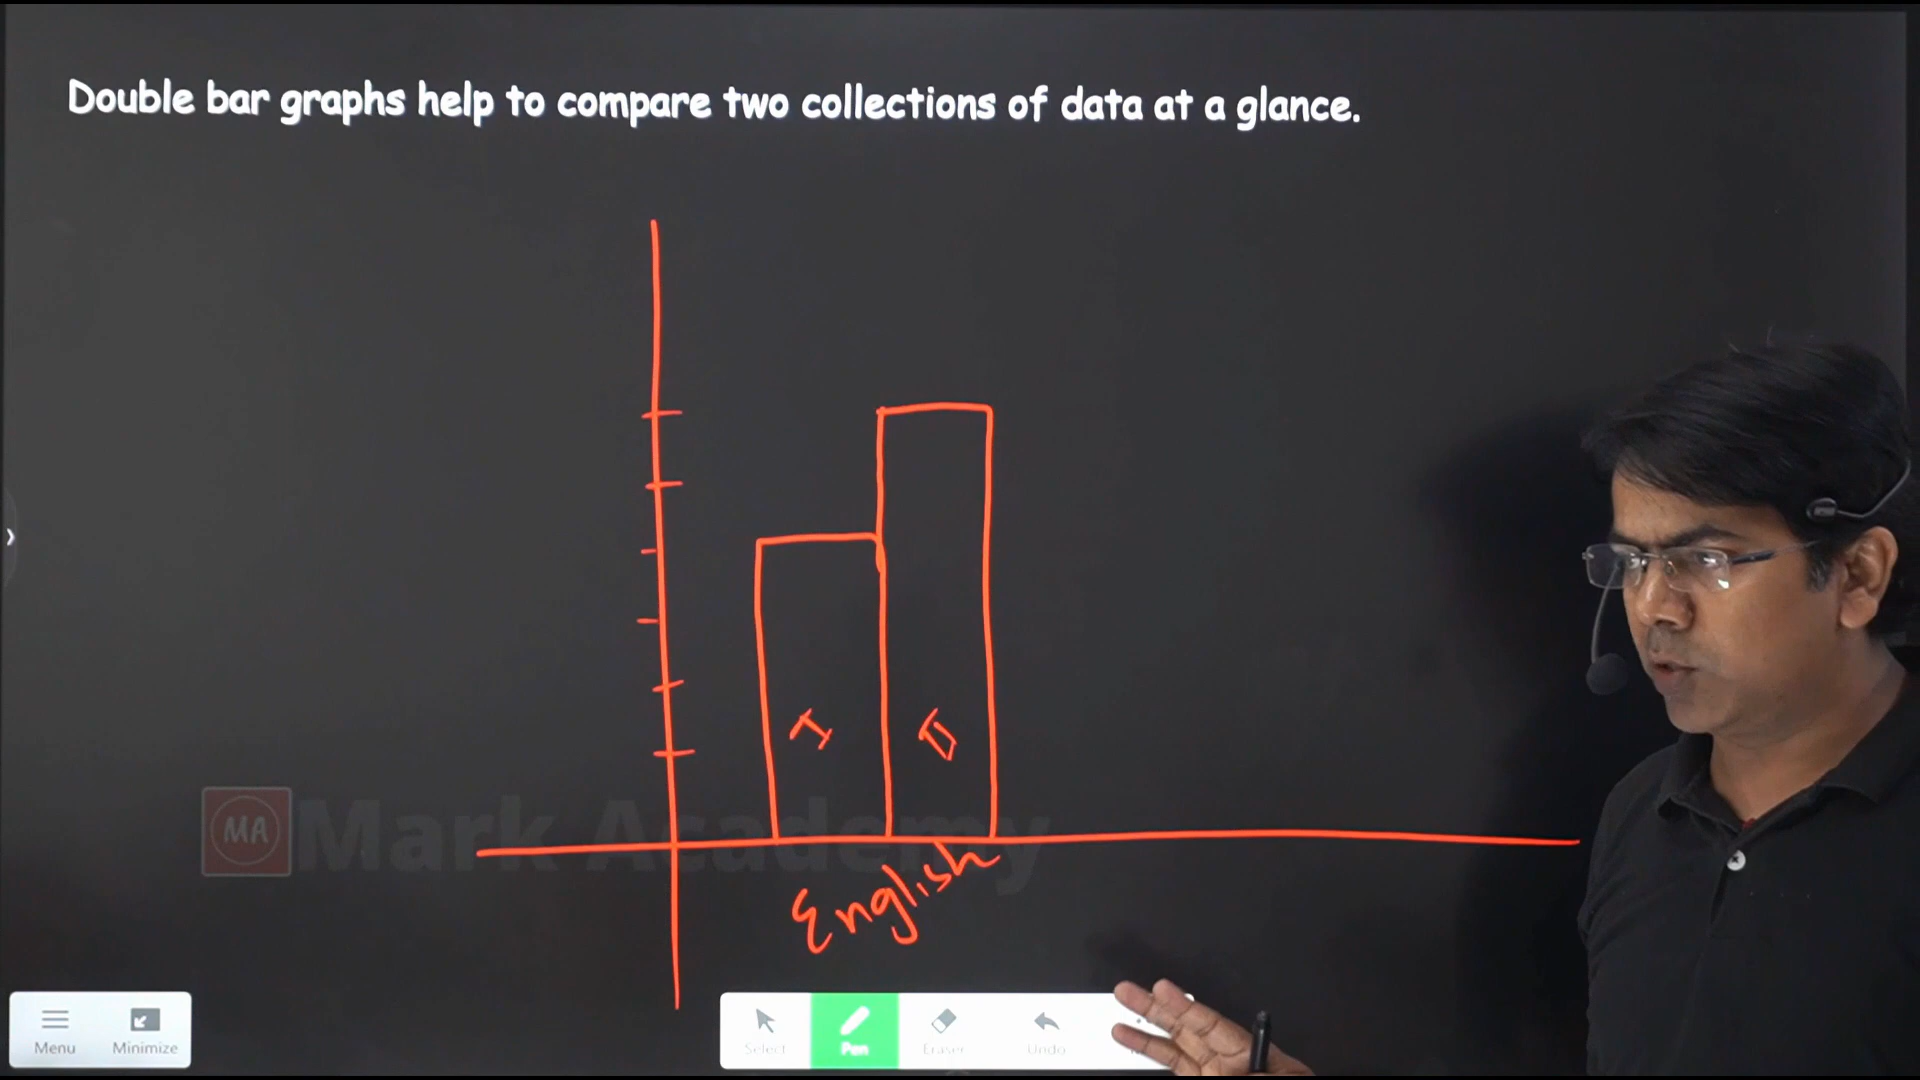 Double bar graphs help to compare two collections of data at a glance.
I II
MA Mark Academy
English
Menu Minimize Select Pen Eraser Undo